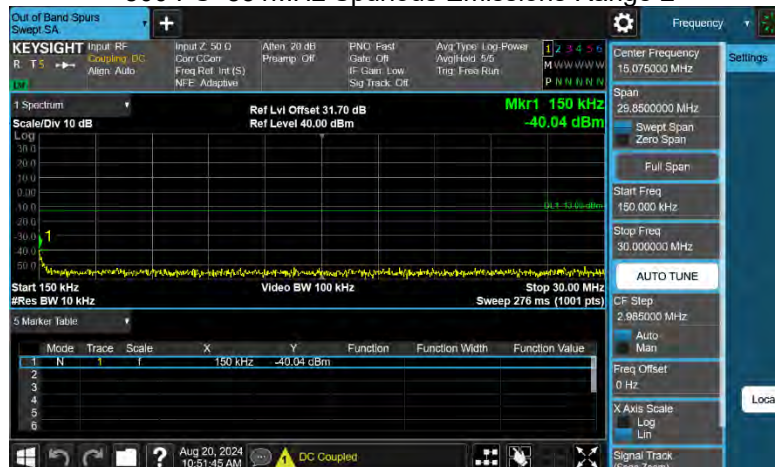 Out of Band Spurs
Swept SA
Frequency
KEYSIGHT
R T S
Input: RF
Coupling: DC
Align: Auto
Input Z: 50 Ω
Corr CCorr
Freq Ref: Int (S)
NFE: Adaptive
Atten: 20 dB
Preamp: Off
PNO: Fast
Gate: Off
IF Gain: Low
Sig Track: Off
Avg Type: Log-Power
Avg|Hold: 5/5
Trig: Free Run
1 2 3 4 5 6
M W W W W W
P N N N N N
1 Spectrum
Scale/Div 10 dB
Ref Lvl Offset 31.70 dB
Ref Level 40.00 dBm
Mkr1 150 kHz
-40.04 dBm
Log
30.0
20.0
10.0
0.00
-10.0
-20.0
-30.0
-40.0
-50.0
1
DL1 -13.00 dBm
Start 150 kHz
#Res BW 10 kHz
Video BW 100 kHz
Stop 30.00 MHz
Sweep 276 ms (1001 pts)
5 Marker Table
Mode Trace Scale X Y Function Function Width Function Value
1 N 1 f 150 kHz -40.04 dBm
2
3
4
5
6
Center Frequency
15.075000 MHz
Settings
Span
29.8500000 MHz
Swept Span
Zero Span
Full Span
Start Freq
150.000 kHz
Stop Freq
30.000000 MHz
AUTO TUNE
CF Step
2.985000 MHz
Auto
Man
Freq Offset
0 Hz
X Axis Scale
Log
Lin
Loca
Signal Track
Aug 20, 2024
10:51:45 AM
DC Coupled